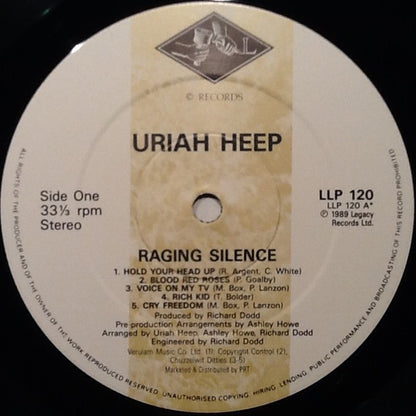 L
© RECORDS
URIAH HEEP
Side One
33⅓ rpm
Stereo
LLP 120
LLP 120 A*
℗ 1989 Legacy
Records Ltd.
RAGING SILENCE
1. HOLD YOUR HEAD UP (R. Argent, C. White)
2. BLOOD RED ROSES (P. Goalby)
3. VOICE ON MY TV (M. Box, P. Lanzon)
4. RICH KID (T. Bolder)
5. CRY FREEDOM (M. Box, P. Lanzon)
Produced by Richard Dodd
Pre-production Arrangements by Ashley Howe
Arranged by Uriah Heep, Ashley Howe, Richard Dodd
Engineered by Richard Dodd
Verulam Music Co. Ltd. (1), Copyright Control (2),
Chuzzelwit Ditties (3-5)
Marketed & Distributed by PRT
ALL RIGHTS OF THE PRODUCER AND OF THE OWNER OF THE RECORDED WORK RESERVED. UNAUTHORISED COPYING, HIRING, LENDING, PUBLIC PERFORMANCE AND BROADCASTING OF THIS RECORD PROHIBITED